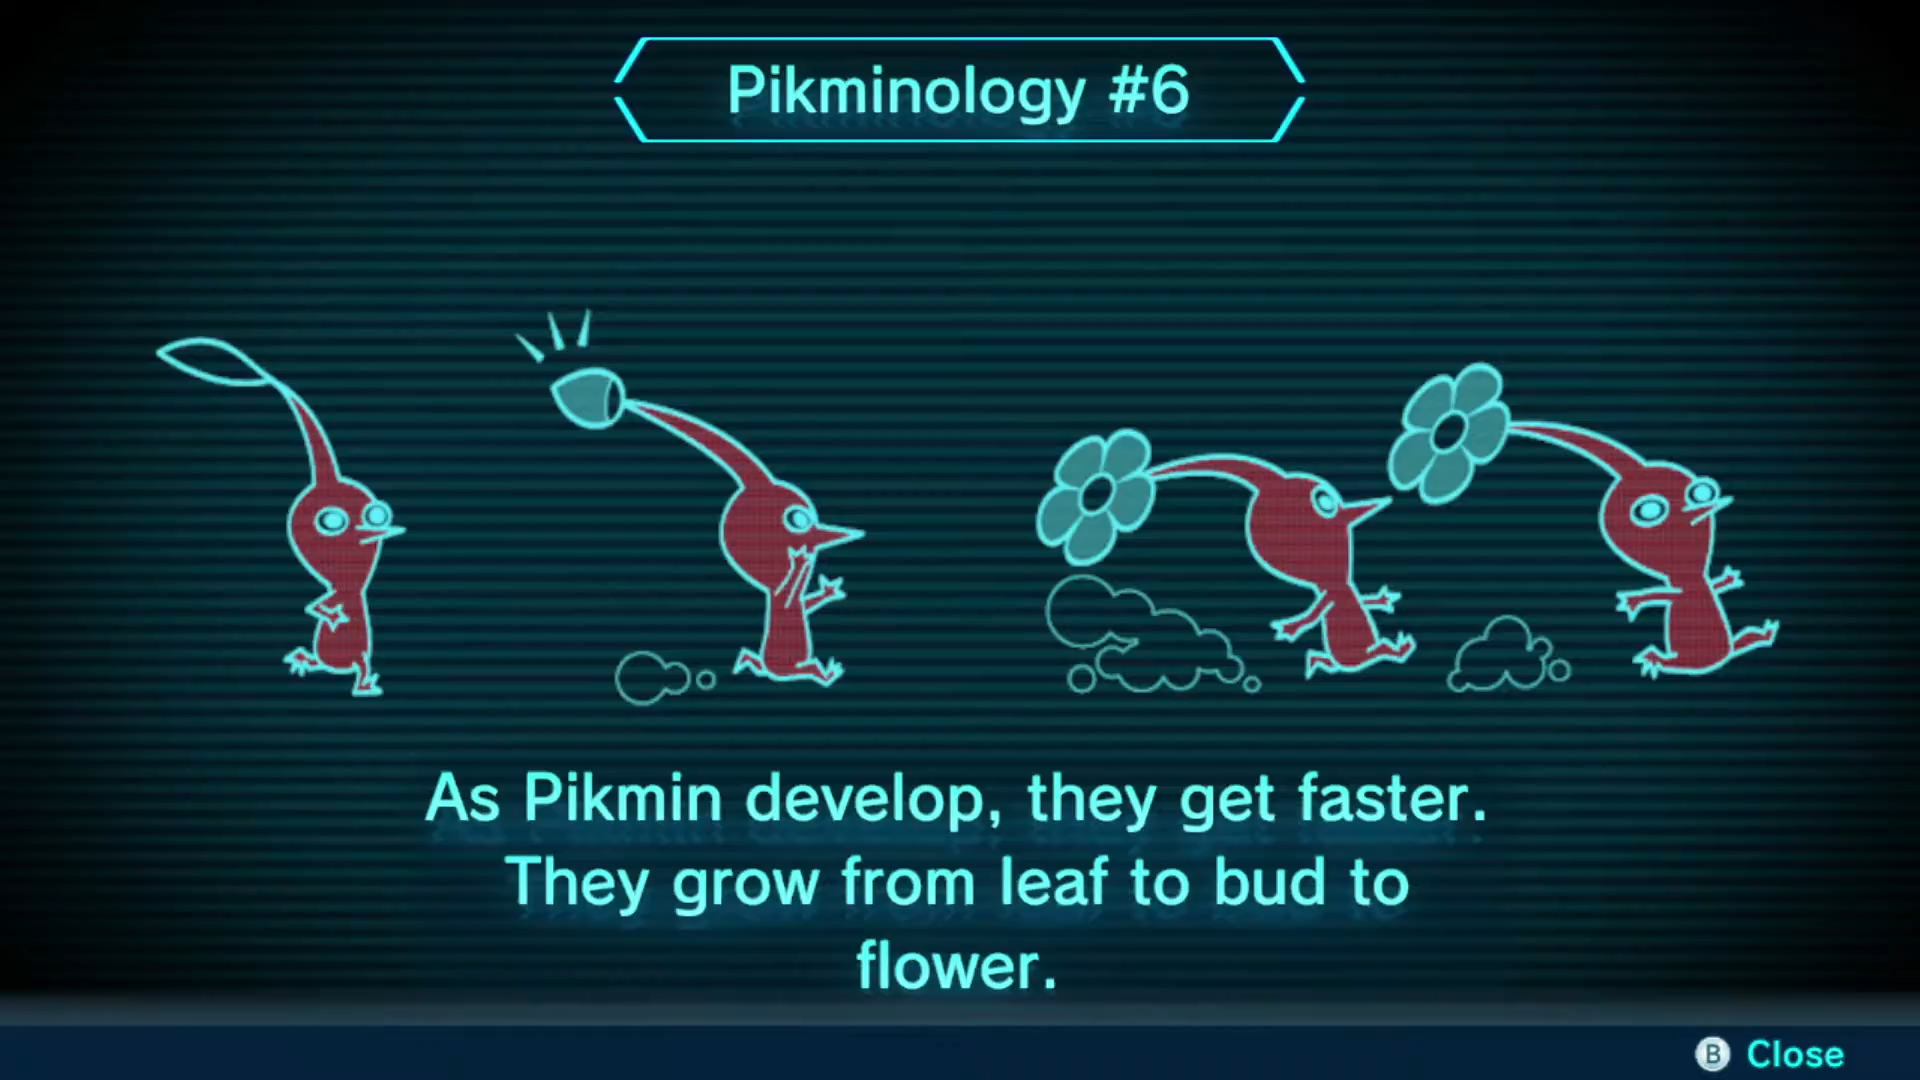 Pikminology #6
As Pikmin develop, they get faster.
They grow from leaf to bud to
flower.
B Close